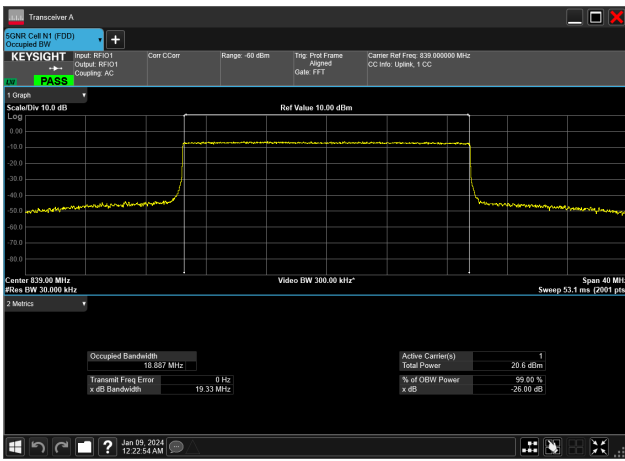 Transceiver A
5GNR Cell N1 (FDD)
Occupied BW
KEYSIGHT
PASS
Input: RFIO1
Output: RFIO1
Coupling: AC
Corr CCorr
Range: -60 dBm
Trig: Prot Frame
Aligned
Gate: FFT
Carrier Ref Freq: 839.000000 MHz
CC Info: Uplink, 1 CC
1 Graph
Scale/Div 10.0 dB
Ref Value 10.00 dBm
Log
0.00
-10.0
-20.0
-30.0
-40.0
-50.0
-60.0
-70.0
-80.0
Center 839.00 MHz
Video BW 300.00 kHz*
Span 40 MHz
#Res BW 30.000 kHz
Sweep 53.1 ms (2001 pts
2 Metrics
Occupied Bandwidth
18.887 MHz
Transmit Freq Error 0 Hz
x dB Bandwidth 19.33 MHz
Active Carrier(s) 1
Total Power 20.6 dBm
% of OBW Power 99.00 %
x dB -26.00 dB
?
Jan 09, 2024
12:22:54 AM